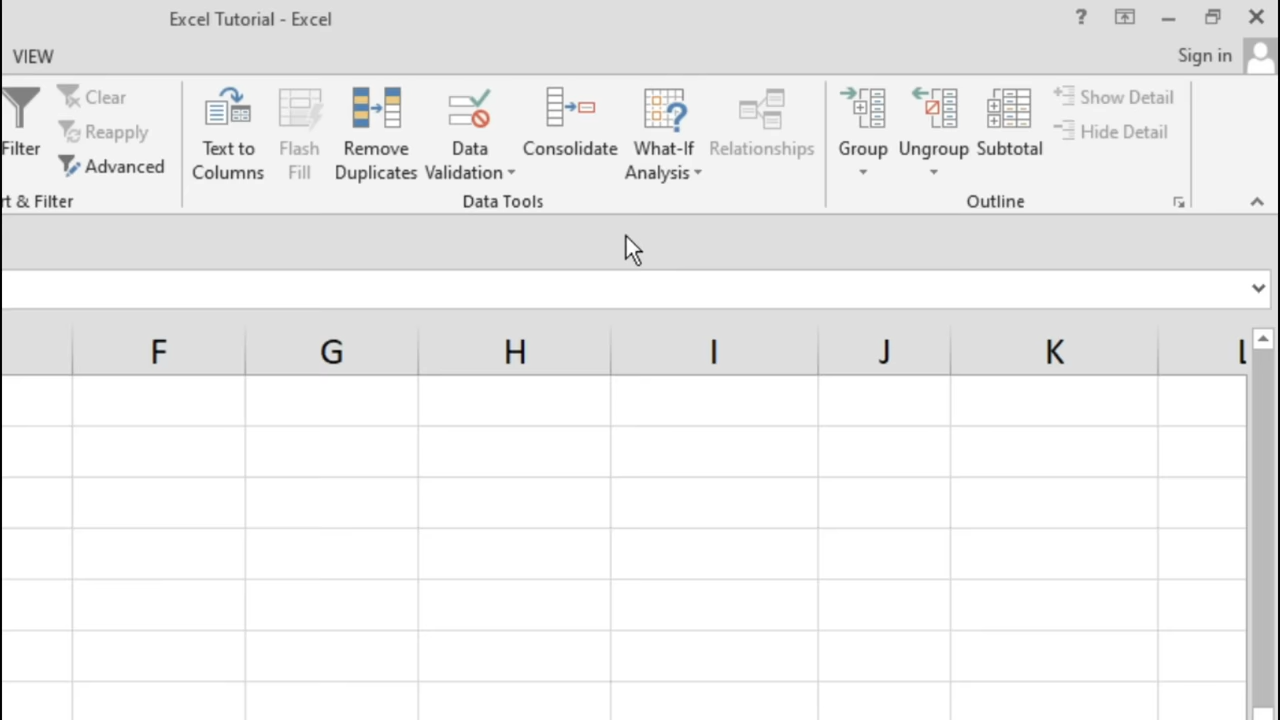 Excel Tutorial - Excel
?
VIEW
Sign in
Filter
Clear
Reapply
Advanced
Text to
Columns
Flash
Fill
Remove
Duplicates
Data
Validation
Consolidate
What-If
Analysis
Relationships
Group
Ungroup
Subtotal
Show Detail
Hide Detail
rt & Filter
Data Tools
Outline
F G H I J K L